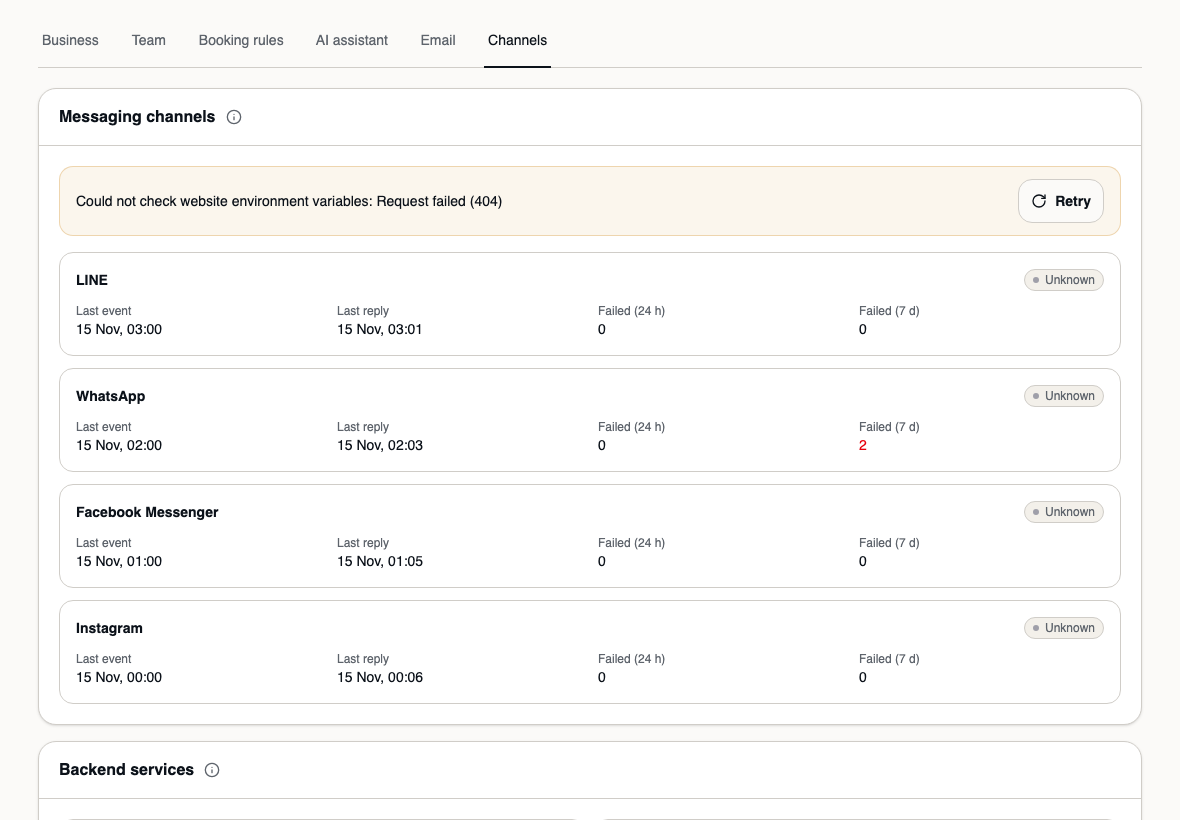 Business Team Booking rules AI assistant Email Channels
Messaging channels
Could not check website environment variables: Request failed (404) Retry
LINE Unknown
Last event Last reply Failed (24 h) Failed (7 d)
15 Nov, 03:00 15 Nov, 03:01 0 0
WhatsApp Unknown
Last event Last reply Failed (24 h) Failed (7 d)
15 Nov, 02:00 15 Nov, 02:03 0 2
Facebook Messenger Unknown
Last event Last reply Failed (24 h) Failed (7 d)
15 Nov, 01:00 15 Nov, 01:05 0 0
Instagram Unknown
Last event Last reply Failed (24 h) Failed (7 d)
15 Nov, 00:00 15 Nov, 00:06 0 0
Backend services